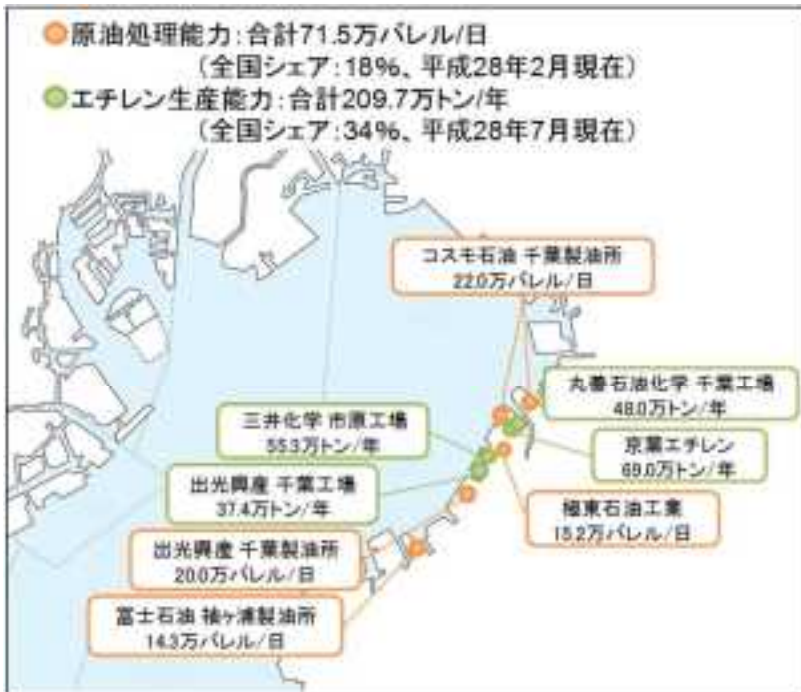 原油処理能力:合計71.5万バレル/日
(全国シェア:18%、平成28年2月現在)
エチレン生産能力:合計209.7万トン/年
(全国シェア:34%、平成28年7月現在)
コスモ石油 千葉製油所
22.0万バレル/日
丸善石油化学 千葉工場
48.0万トン/年
三井化学 市原工場
55.3万トン/年
京葉エチレン
69.0万トン/年
出光興産 千葉工場
37.4万トン/年
極東石油工業
15.2万バレル/日
出光興産 千葉製油所
20.0万バレル/日
富士石油 袖ヶ浦製油所
14.3万バレル/日